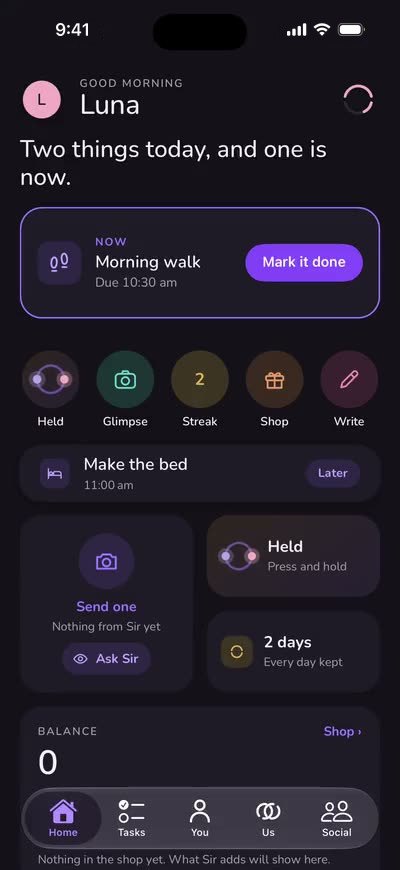 9:41
L
GOOD MORNING
Luna
Two things today, and one is
now.
NOW
Morning walk
Due 10:30 am
Mark it done
Held
Glimpse
2
Streak
Shop
Write
Make the bed
11:00 am
Later
Send one
Nothing from Sir yet
Ask Sir
Held
Press and hold
2 days
Every day kept
BALANCE
Shop ›
0
Home
Tasks
You
Us
Social
Nothing in the shop yet. What Sir adds will show here.